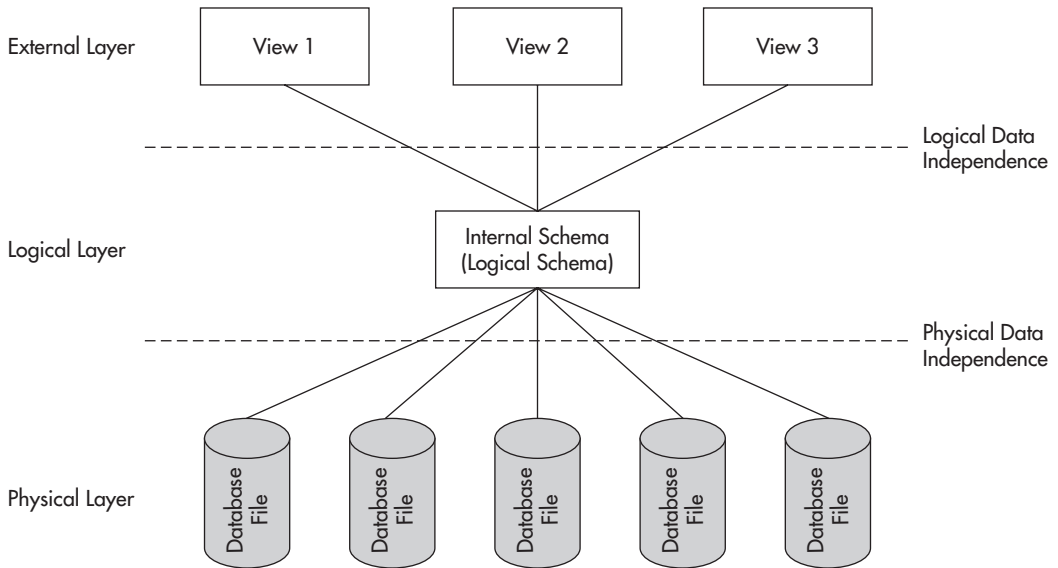 External Layer
View 1
View 2
View 3
Logical Data
Independence
Logical Layer
Internal Schema
(Logical Schema)
Physical Data
Independence
Physical Layer
Database
File
Database
File
Database
File
Database
File
Database
File